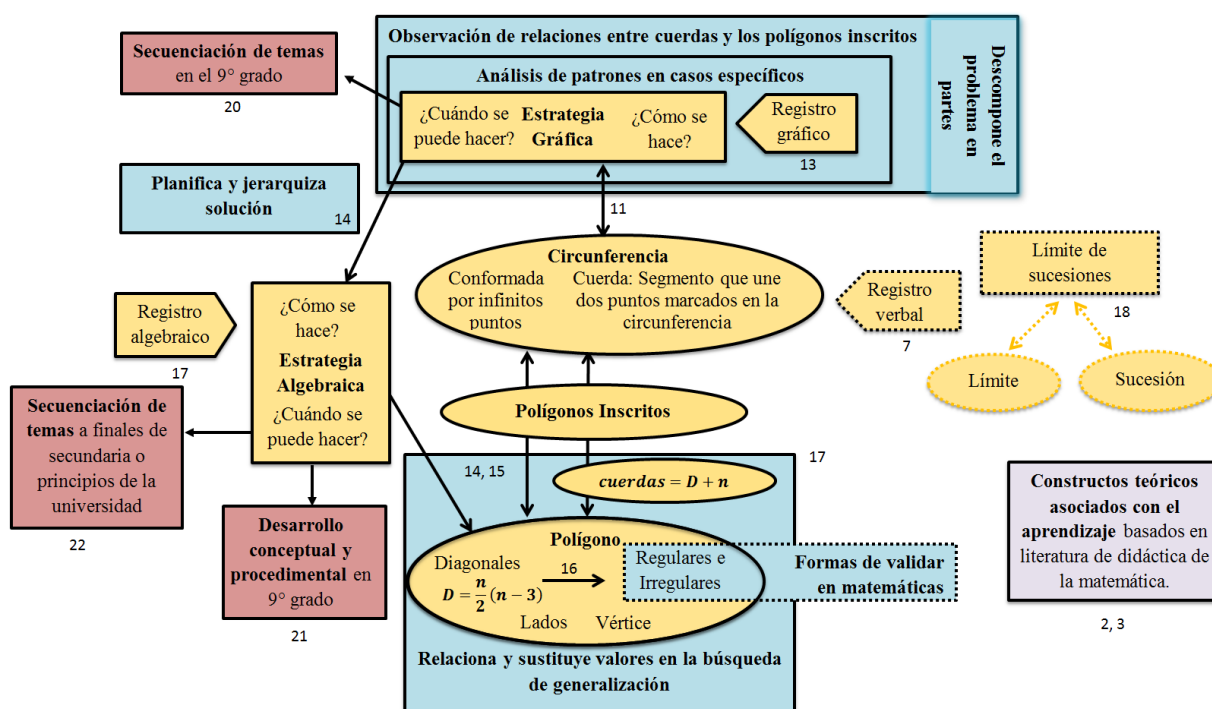 Secuenciación de temas
en el 9° grado
20
Observación de relaciones entre cuerdas y los polígonos inscritos
Análisis de patrones en casos específicos
¿Cuándo se
puede hacer?
Estrategia
Gráfica
¿Cómo se
hace?
Registro
gráfico
13
Descompone el
problema en
partes
Planifica y jerarquiza
solución
14
11
Circunferencia
Conformada
por infinitos
puntos
Cuerda: Segmento que une
dos puntos marcados en la
circunferencia
Registro
verbal
7
Límite de
sucesiones
18
Límite
Sucesión
Registro
algebraico
17
¿Cómo se
hace?
Estrategia
Algebraica
¿Cuándo se
puede hacer?
Secuenciación de
temas a finales de
secundaria o
principios de la
universidad
22
Desarrollo
conceptual y
procedimental en
9° grado
21
Polígonos Inscritos
14, 15
17
cuerdas = D + n
Polígono
Diagonales
D = n/2 (n − 3)
16
Regulares e
Irregulares
Lados Vértice
Formas de validar
en matemáticas
Relaciona y sustituye valores en la búsqueda
de generalización
Constructos teóricos
asociados con el
aprendizaje basados en
literatura de didáctica de
la matemática.
2, 3